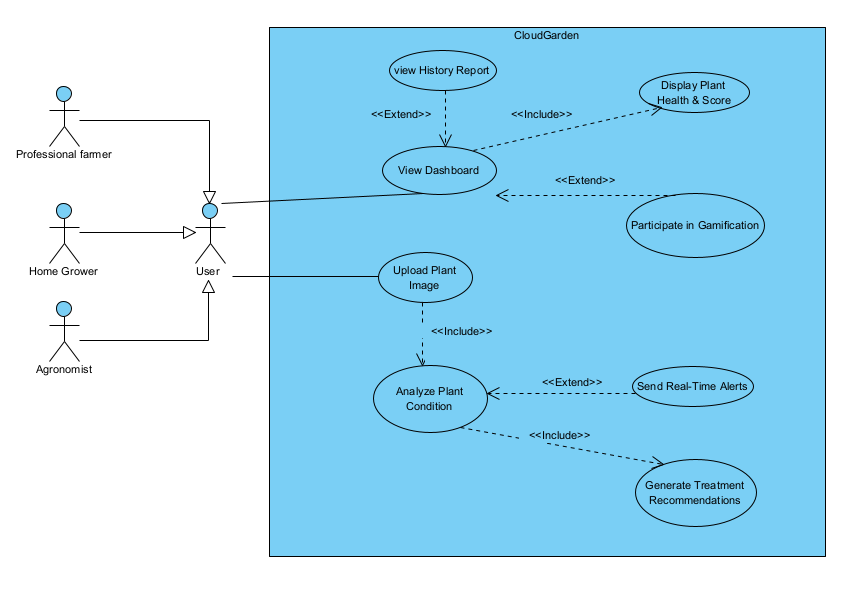 CloudGarden
view History Report
Display Plant
Health & Score
<<Extend>>
<<Include>>
Professional farmer
View Dashboard
<<Extend>>
Participate in Gamification
Home Grower
User
Upload Plant
Image
<<Include>>
Agronomist
Analyze Plant
Condition
<<Extend>>
Send Real-Time Alerts
<<Include>>
Generate Treatment
Recommendations